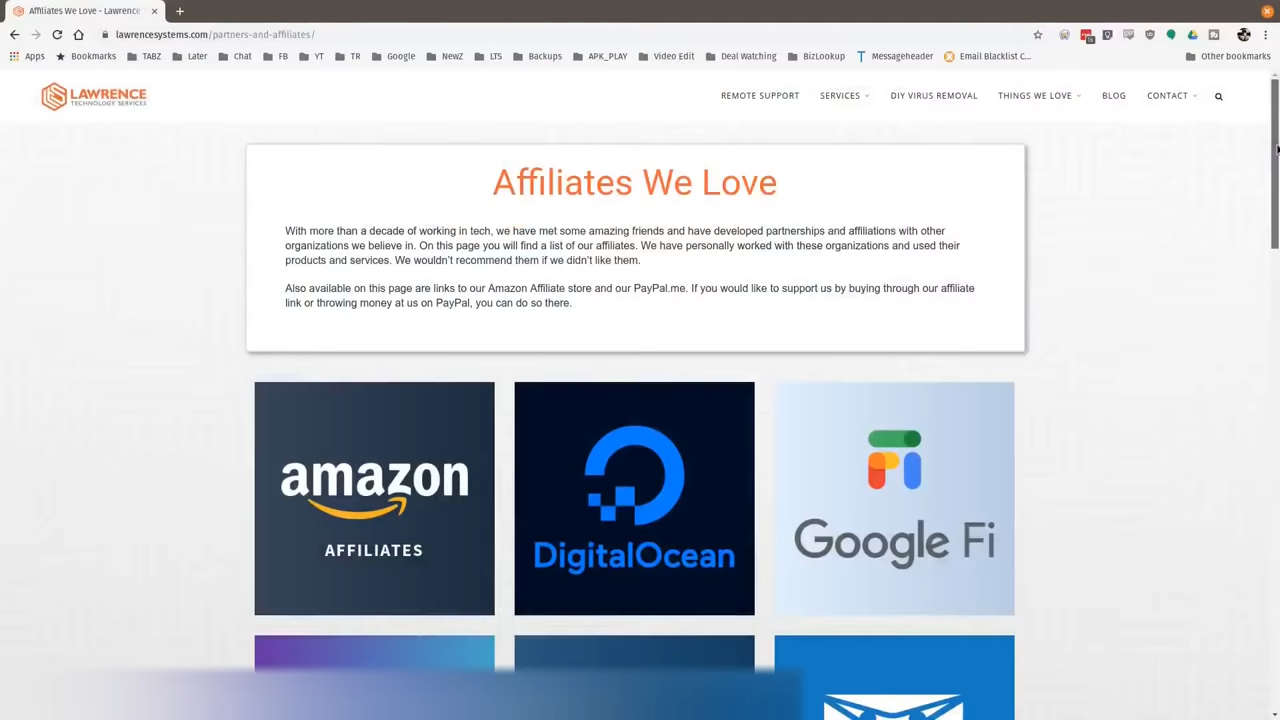 Affiliates We Love - Lawrence
lawrencesystems.com/partners-and-affiliates/
Apps Bookmarks TABZ Later Chat FB YT TR Google NewZ LTS Backups APK_PLAY Video Edit Deal Watching BizLookup Messageheader Email Blacklist C... Other bookmarks
LAWRENCE
TECHNOLOGY SERVICES
REMOTE SUPPORT SERVICES DIY VIRUS REMOVAL THINGS WE LOVE BLOG CONTACT
Affiliates We Love
With more than a decade of working in tech, we have met some amazing friends and have developed partnerships and affiliations with other
organizations we believe in. On this page you will find a list of our affiliates. We have personally worked with these organizations and used their
products and services. We wouldn't recommend them if we didn't like them.
Also available on this page are links to our Amazon Affiliate store and our PayPal.me. If you would like to support us by buying through our affiliate
link or throwing money at us on PayPal, you can do so there.
amazon
AFFILIATES
DigitalOcean
Google Fi